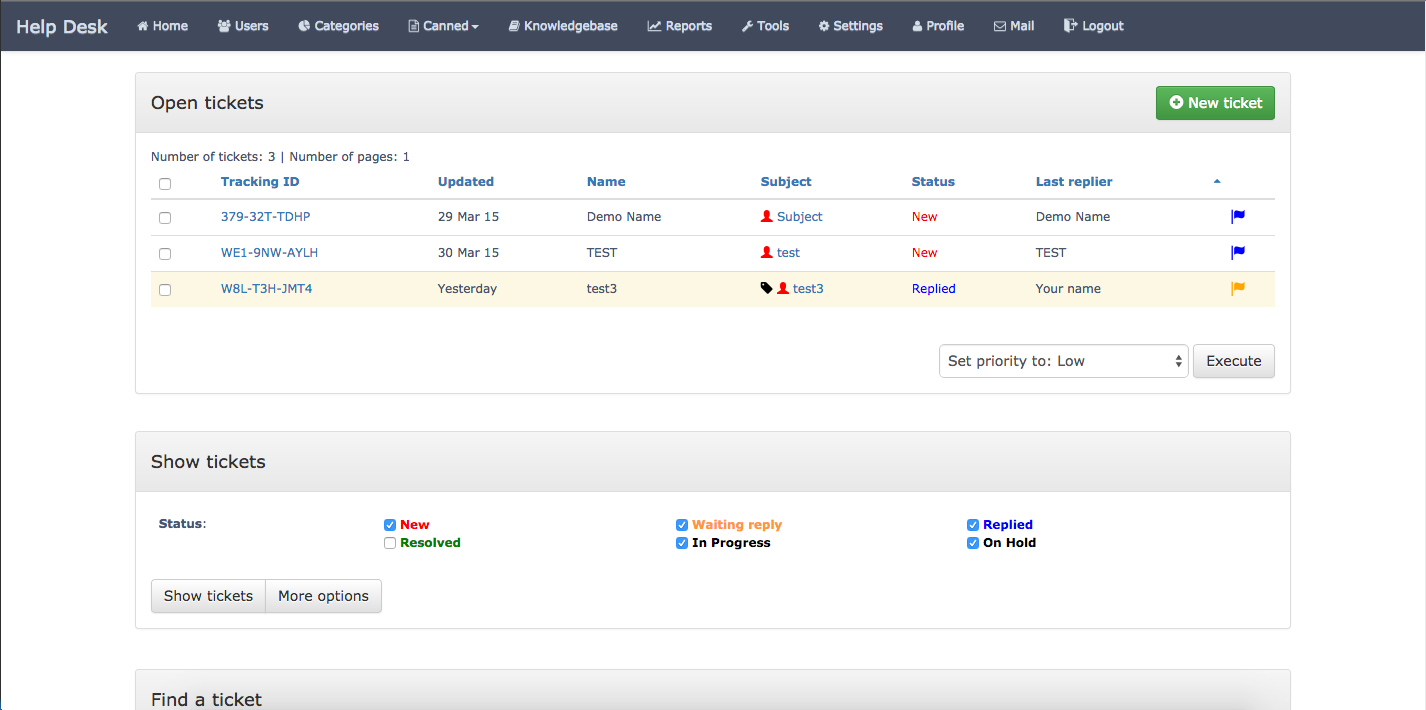 Help Desk Home Users Categories Canned Knowledgebase Reports Tools Settings Profile Mail Logout
Open tickets New ticket
Number of tickets: 3 | Number of pages: 1
Tracking ID Updated Name Subject Status Last replier
379-32T-TDHP 29 Mar 15 Demo Name Subject New Demo Name
WE1-9NW-AYLH 30 Mar 15 TEST test New TEST
W8L-T3H-JMT4 Yesterday test3 test3 Replied Your name
Set priority to: Low Execute
Show tickets
Status: New Waiting reply Replied
Resolved In Progress On Hold
Show tickets More options
Find a ticket